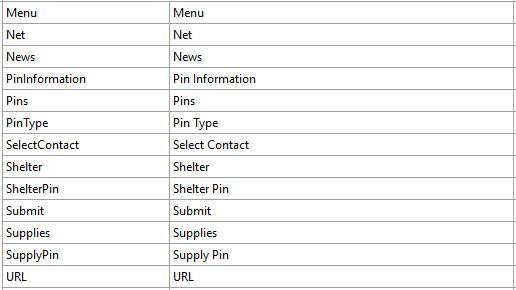 Menu Menu
Net Net
News News
PinInformation Pin Information
Pins Pins
PinType Pin Type
SelectContact Select Contact
Shelter Shelter
ShelterPin Shelter Pin
Submit Submit
Supplies Supplies
SupplyPin Supply Pin
URL URL